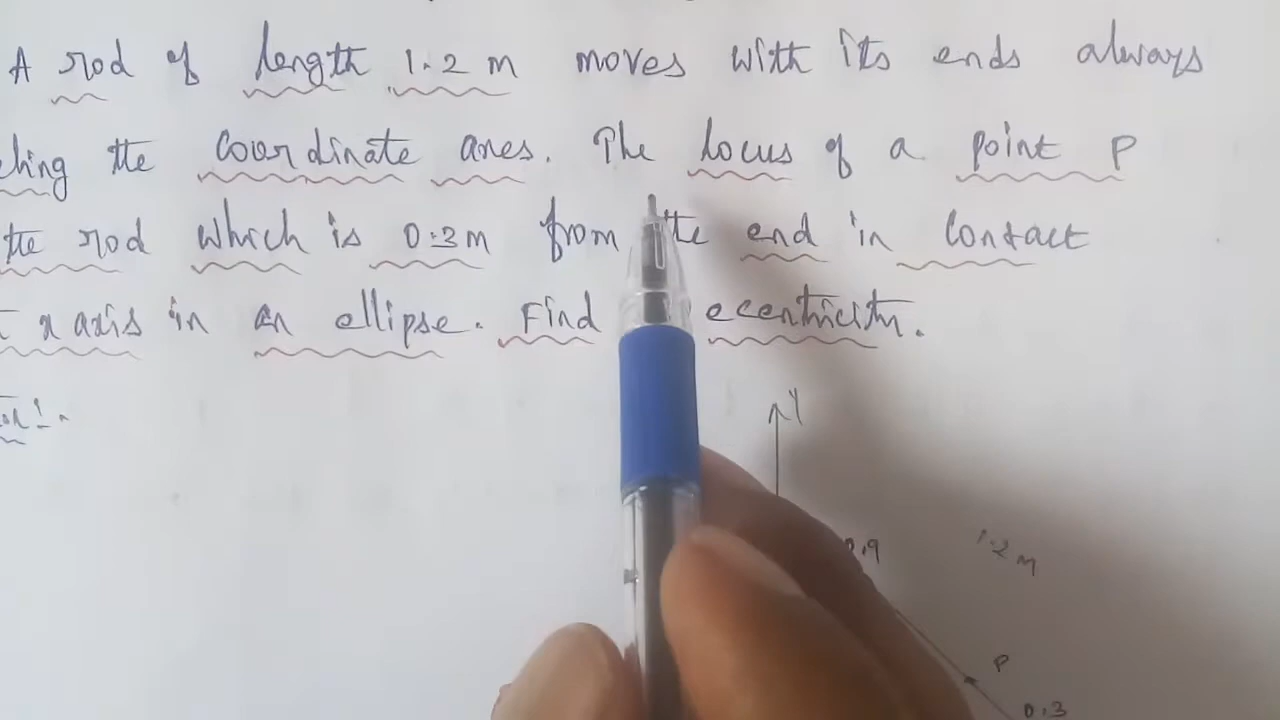 A rod of length 1.2 m moves with its ends always
ching the coordinate axes. The locus of a point P
the rod which is 0.3m from the end in contact
x axis in an ellipse. Find eccentricity.
Y
0.9
1.2 m
P
0.3